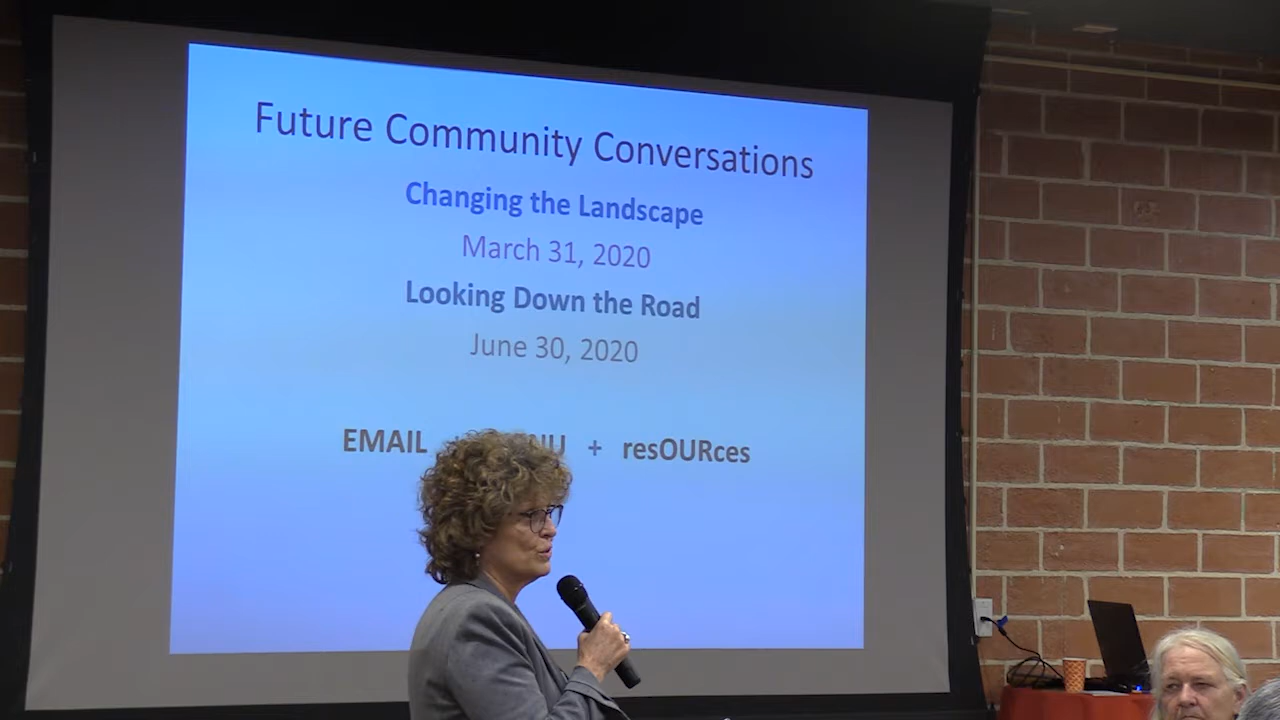 Future Community Conversations
Changing the Landscape
March 31, 2020
Looking Down the Road
June 30, 2020
EMAIL + resOURces